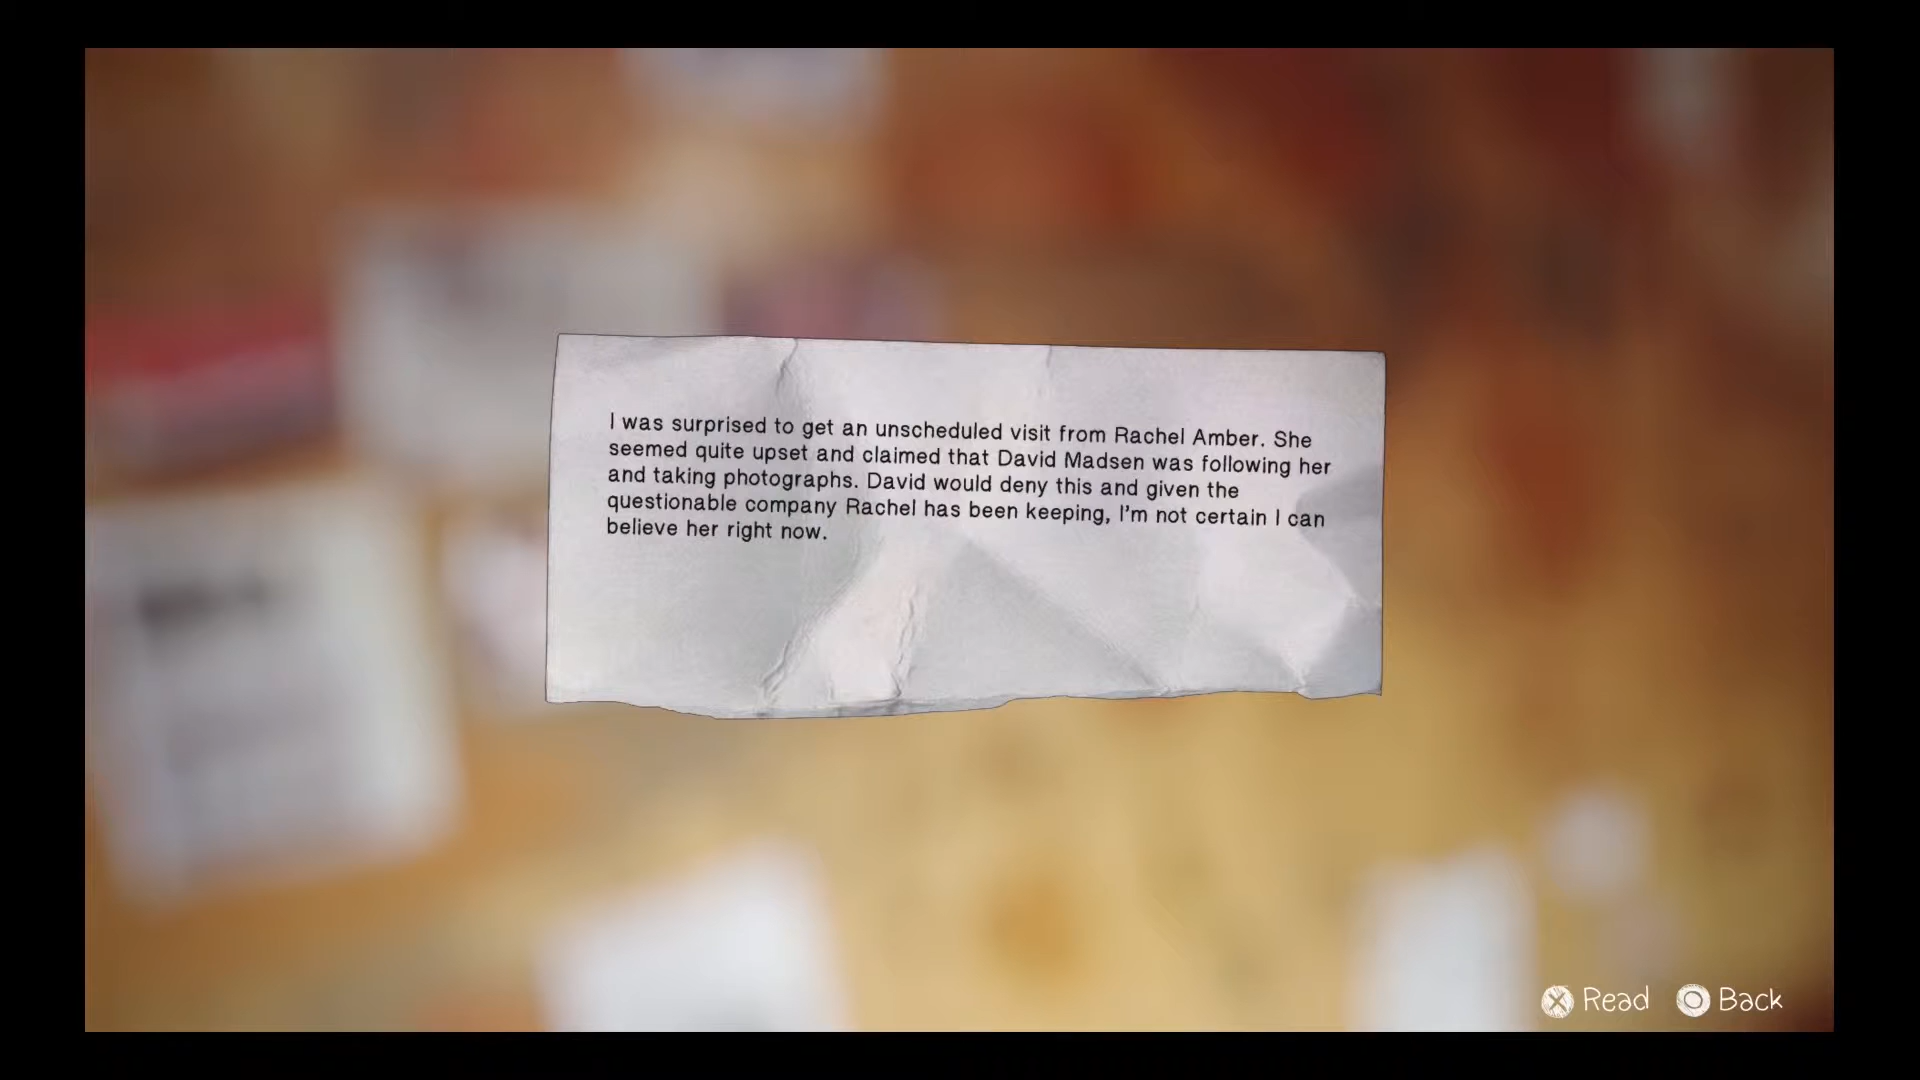 I was surprised to get an unscheduled visit from Rachel Amber. She
seemed quite upset and claimed that David Madsen was following her
and taking photographs. David would deny this and given the
questionable company Rachel has been keeping, I'm not certain I can
believe her right now.
Read
Back